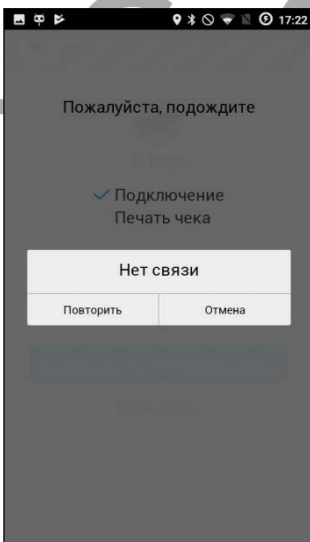 17:22
Пожалуйста, подождите
Подключение
Печать чека
Нет связи
Повторить Отмена